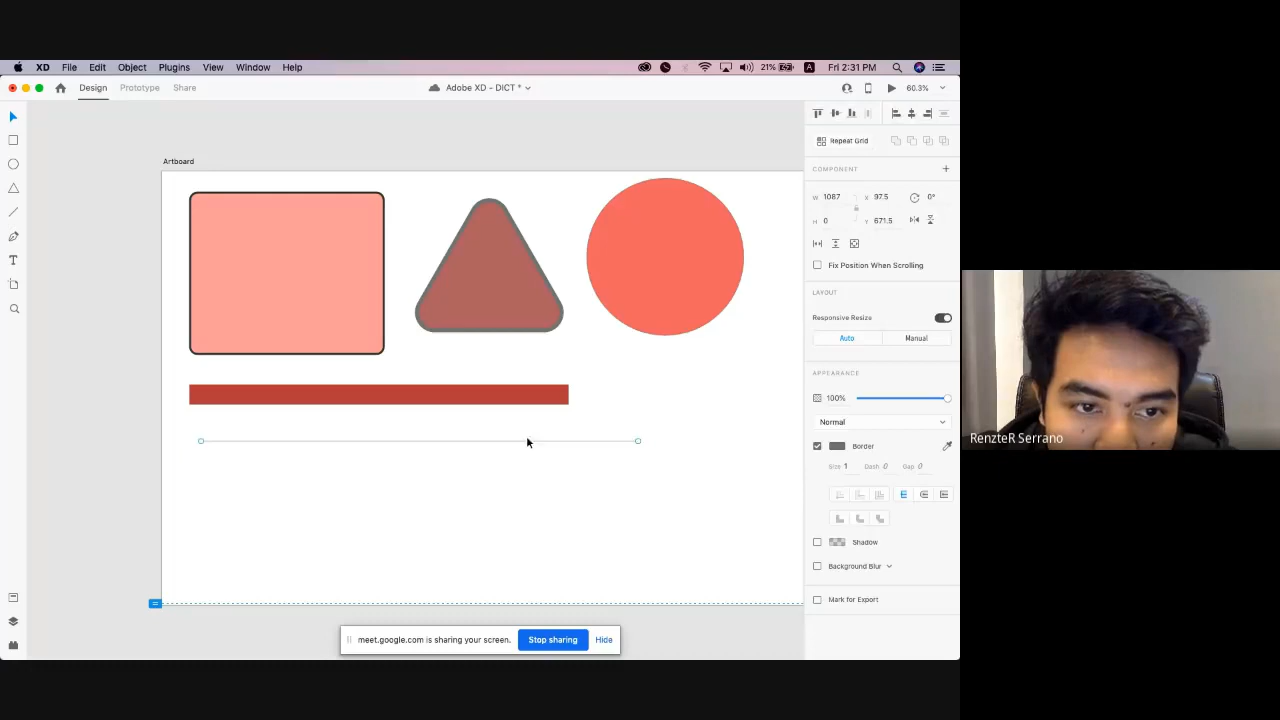 XD File Edit Object Plugins View Window Help 21% A Fri 2:31 PM
Design Prototype Share Adobe XD - DICT * 60.3%
Artboard
Repeat Grid
COMPONENT +
W 1087 X 97.5 0°
H 0 Y 671.5
Fix Position When Scrolling
LAYOUT
Responsive Resize
Auto Manual
APPEARANCE
100%
Normal
Border
Size 1 Dash 0 Gap 0
Shadow
Background Blur
Mark for Export
meet.google.com is sharing your screen. Stop sharing Hide
RenzteR Serrano